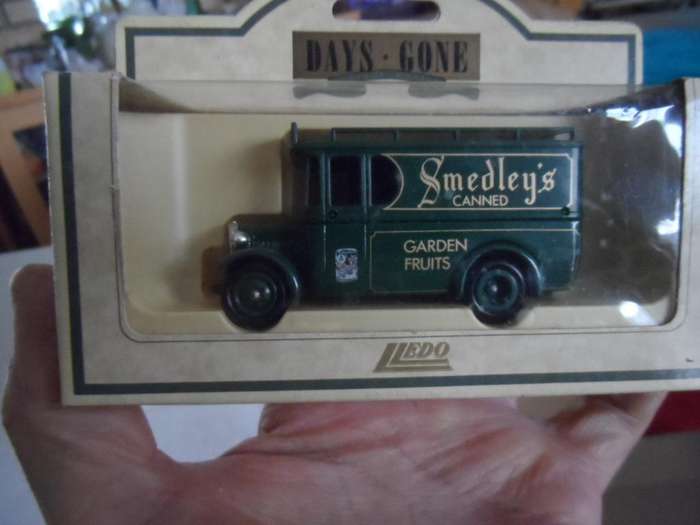 DAYS · GONE
Smedley's
CANNED
GARDEN
FRUITS
LLEDO